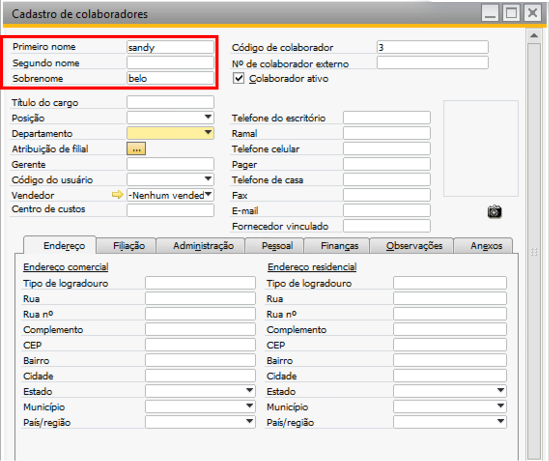 Cadastro de colaboradores
Primeiro nome sandy Código de colaborador 3
Segundo nome Nº de colaborador externo
Sobrenome belo Colaborador ativo
Título do cargo
Posição Telefone do escritório
Departamento Ramal
Atribuição de filial ... Telefone celular
Gerente Pager
Código do usuário Telefone de casa
Vendedor -Nenhum vended Fax
Centro de custos E-mail
Fornecedor vinculado
Endereço Filiação Administração Pessoal Finanças Observações Anexos
Endereço comercial Endereço residencial
Tipo de logradouro Tipo de logradouro
Rua Rua
Rua nº Rua nº
Complemento Complemento
CEP CEP
Bairro Bairro
Cidade Cidade
Estado Estado
Município Município
País/região País/região